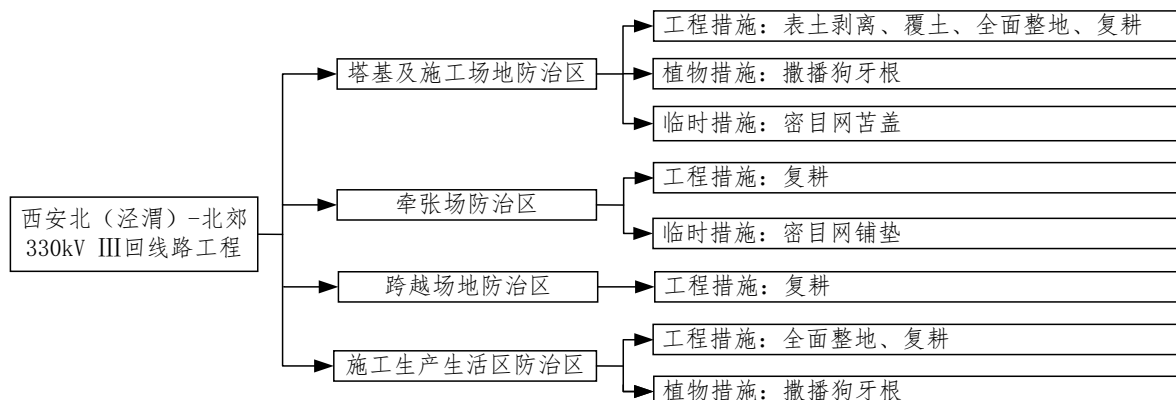 西安北（泾渭）-北郊
330kV Ⅲ回线路工程
塔基及施工场地防治区
工程措施：表土剥离、覆土、全面整地、复耕
植物措施：撒播狗牙根
临时措施：密目网苫盖
牵张场防治区
工程措施：复耕
临时措施：密目网铺垫
跨越场地防治区
工程措施：复耕
施工生产生活区防治区
工程措施：全面整地、复耕
植物措施：撒播狗牙根